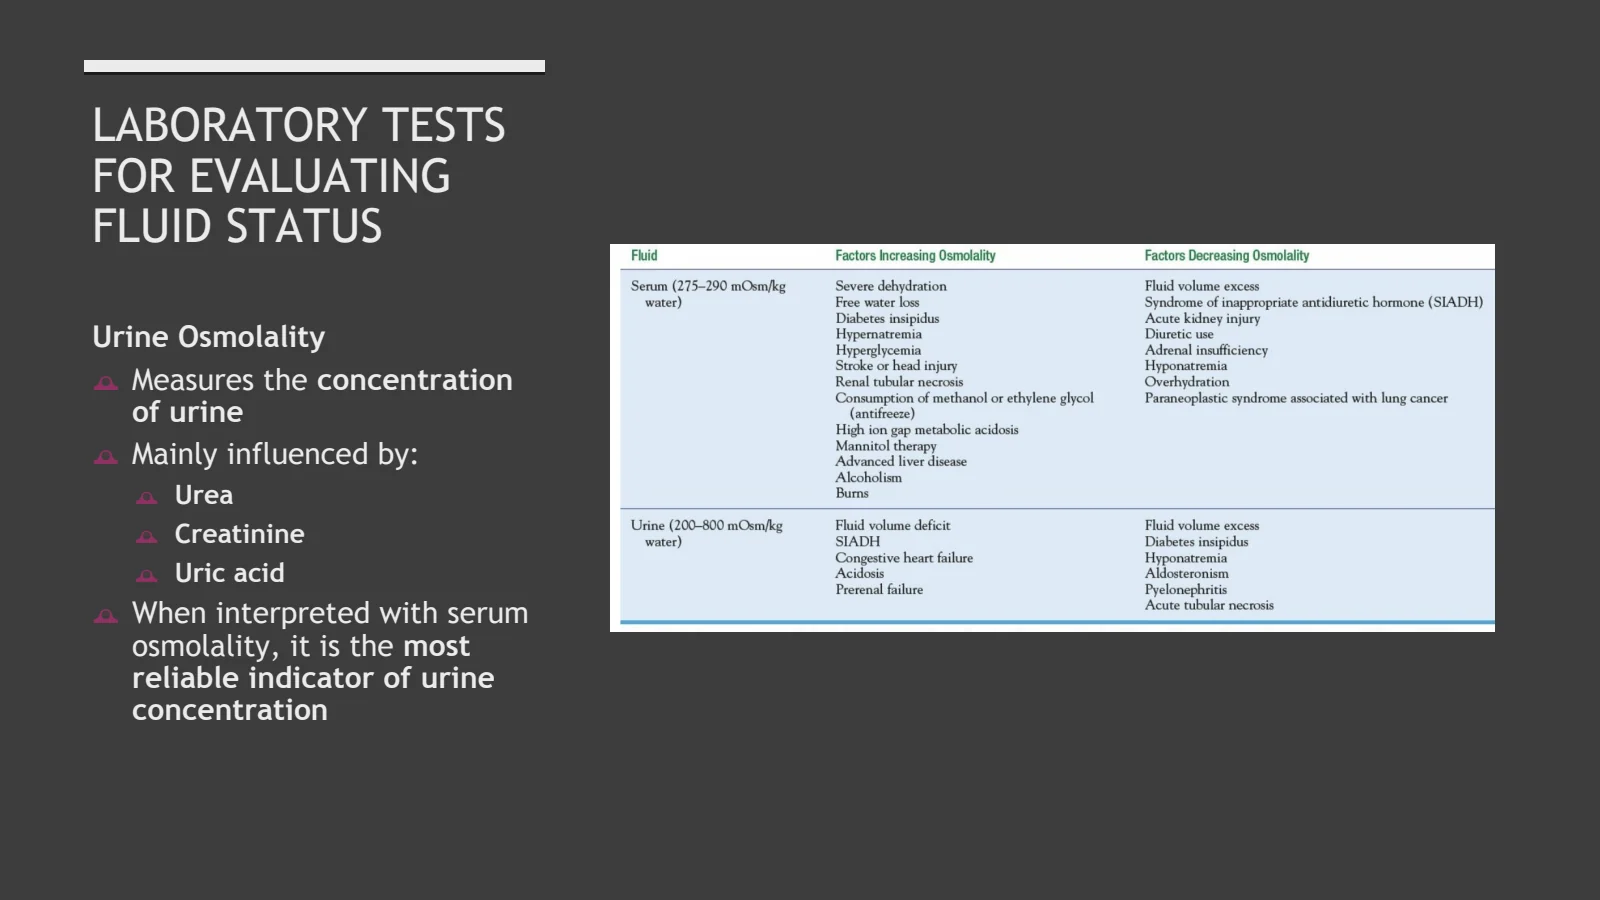 LABORATORY TESTS
FOR EVALUATING
FLUID STATUS
Urine Osmolality
Measures the concentration
of urine
Mainly influenced by:
Urea
Creatinine
Uric acid
When interpreted with serum
osmolality, it is the most
reliable indicator of urine
concentration
Fluid Factors Increasing Osmolality Factors Decreasing Osmolality
Serum (275–290 mOsm/kg Severe dehydration Fluid volume excess
water) Free water loss Syndrome of inappropriate antidiuretic hormone (SIADH)
Diabetes insipidus Acute kidney injury
Hypernatremia Diuretic use
Hyperglycemia Adrenal insufficiency
Stroke or head injury Hyponatremia
Renal tubular necrosis Overhydration
Consumption of methanol or ethylene glycol Paraneoplastic syndrome associated with lung cancer
(antifreeze)
High ion gap metabolic acidosis
Mannitol therapy
Advanced liver disease
Alcoholism
Burns
Urine (200–800 mOsm/kg Fluid volume deficit Fluid volume excess
water) SIADH Diabetes insipidus
Congestive heart failure Hyponatremia
Acidosis Aldosteronism
Prerenal failure Pyelonephritis
Acute tubular necrosis